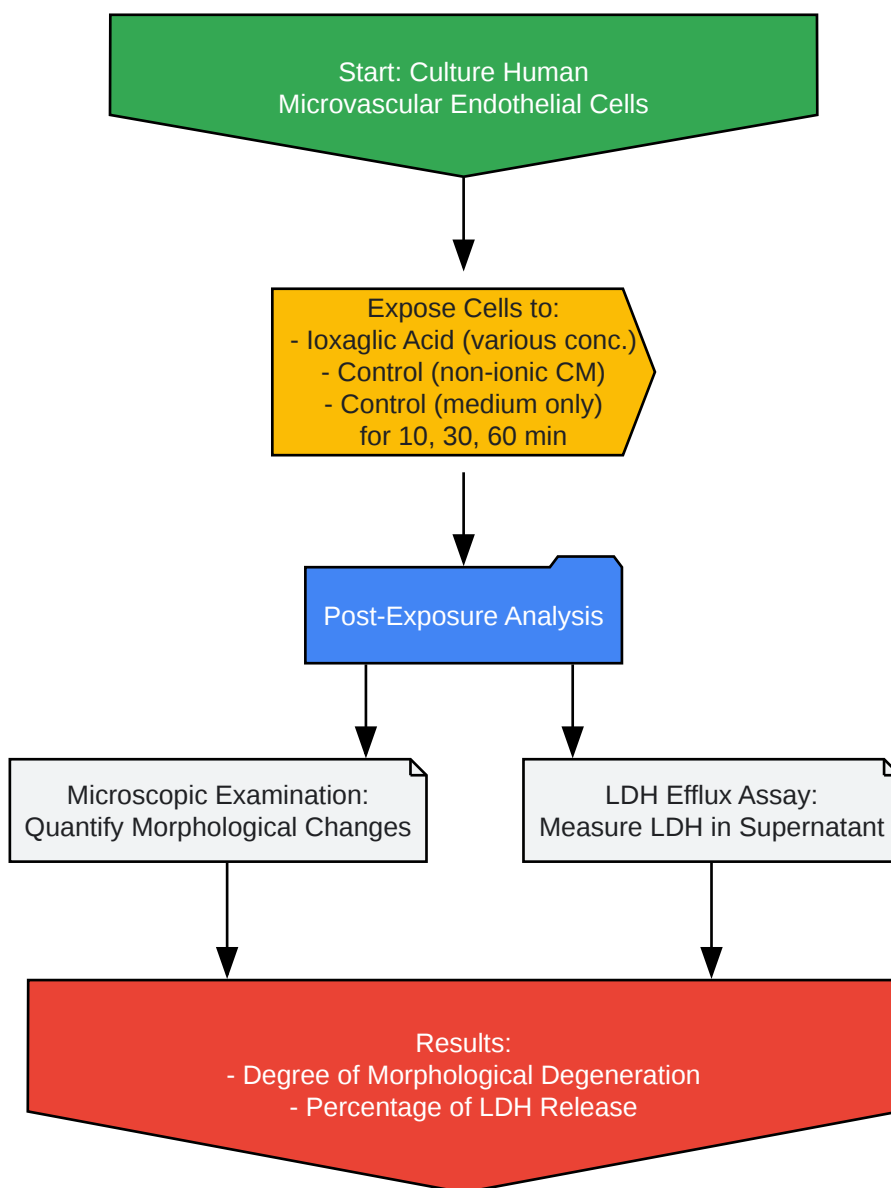 Start: Culture Human
Microvascular Endothelial Cells
Expose Cells to:
- Ioxaglic Acid (various conc.)
- Control (non-ionic CM)
- Control (medium only)
for 10, 30, 60 min
Post-Exposure Analysis
Microscopic Examination:
Quantify Morphological Changes
LDH Efflux Assay:
Measure LDH in Supernatant
Results:
- Degree of Morphological Degeneration
- Percentage of LDH Release